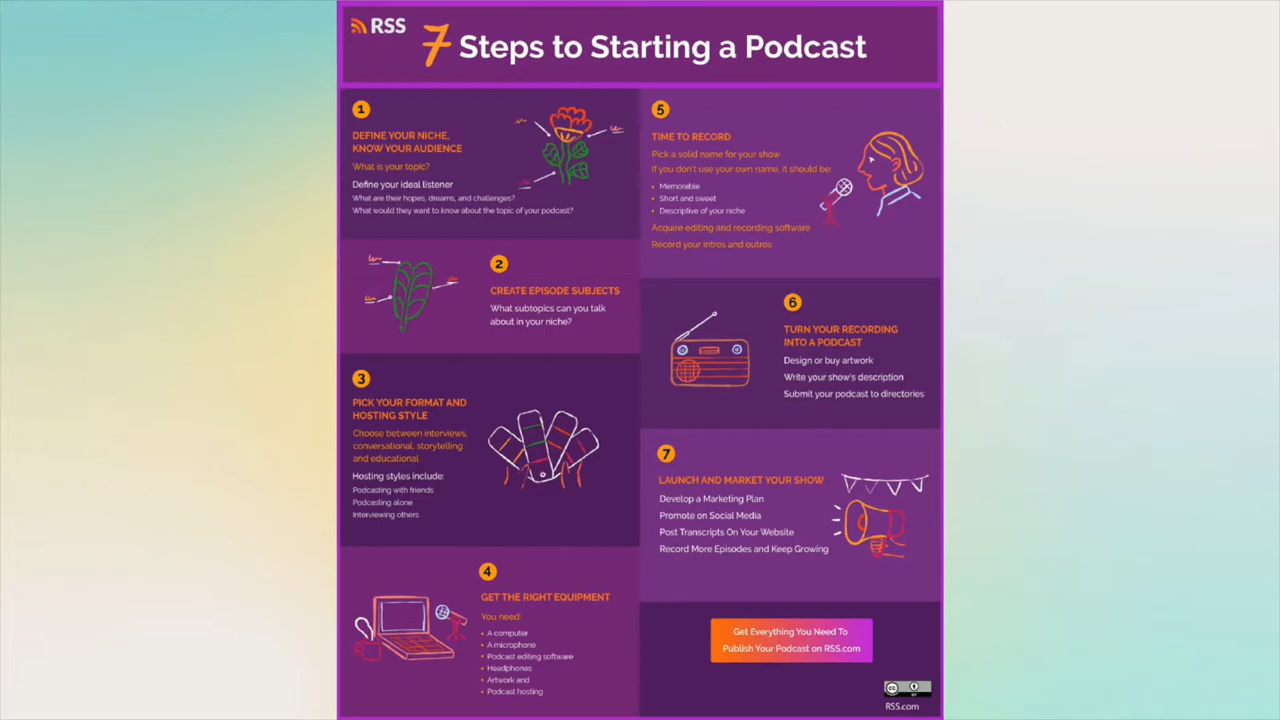 RSS
7 Steps to Starting a Podcast
1
DEFINE YOUR NICHE,
KNOW YOUR AUDIENCE
What is your topic?
Define your ideal listener
What are their hopes, dreams, and challenges?
What would they want to know about the topic of your podcast?
2
CREATE EPISODE SUBJECTS
What subtopics can you talk
about in your niche?
3
PICK YOUR FORMAT AND
HOSTING STYLE
Choose between interviews,
conversational, storytelling
and educational
Hosting styles include:
Podcasting with friends
Podcasting alone
Interviewing others
4
GET THE RIGHT EQUIPMENT
You need:
• A computer
• A microphone
• Podcast editing software
• Headphones
• Artwork and
• Podcast hosting
5
TIME TO RECORD
Pick a solid name for your show
If you don't use your own name, it should be:
• Memorable
• Short and sweet
• Descriptive of your niche
Acquire editing and recording software
Record your intros and outros
6
TURN YOUR RECORDING
INTO A PODCAST
Design or buy artwork
Write your show's description
Submit your podcast to directories
7
LAUNCH AND MARKET YOUR SHOW
Develop a Marketing Plan
Promote on Social Media
Post Transcripts On Your Website
Record More Episodes and Keep Growing
Get Everything You Need To
Publish Your Podcast on RSS.com
cc
BY
RSS.com